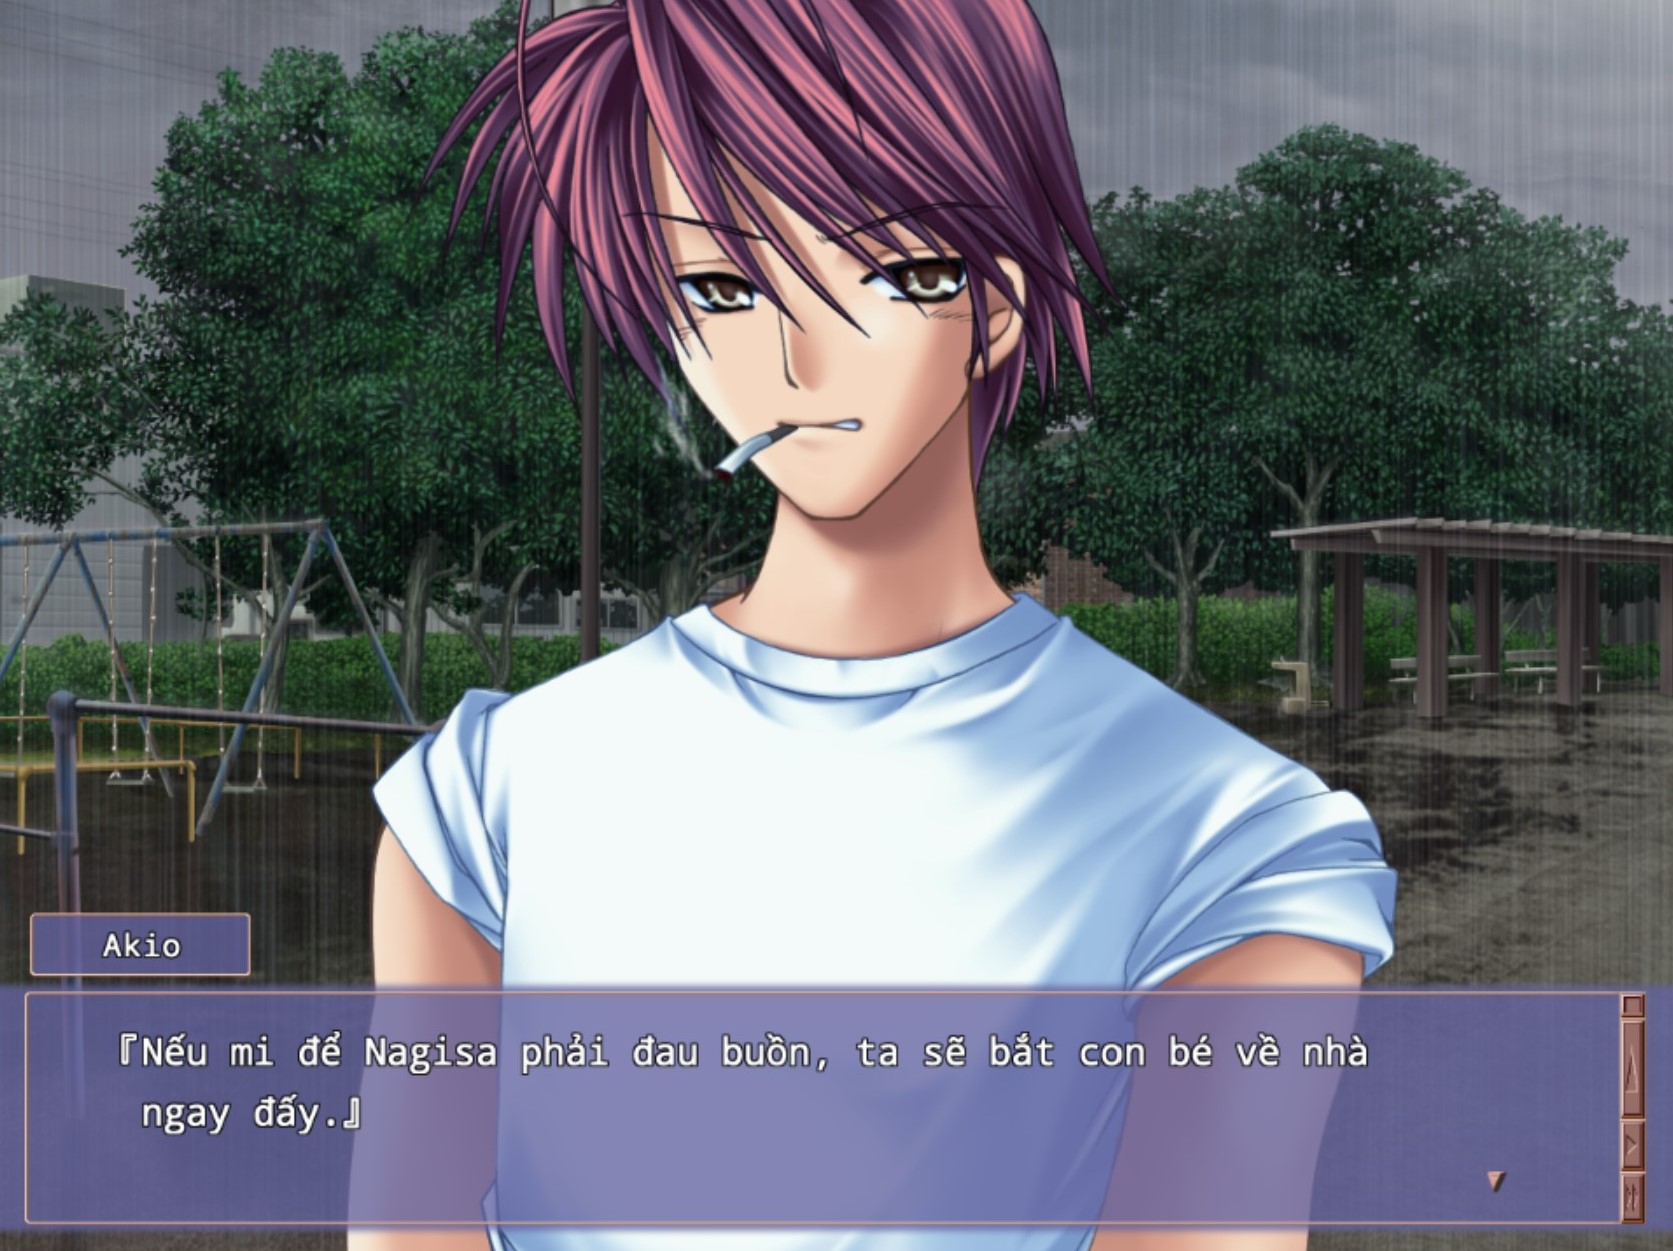 Akio
『Nếu mi để Nagisa phải đau buồn, ta sẽ bắt con bé về nhà
ngay đấy.』